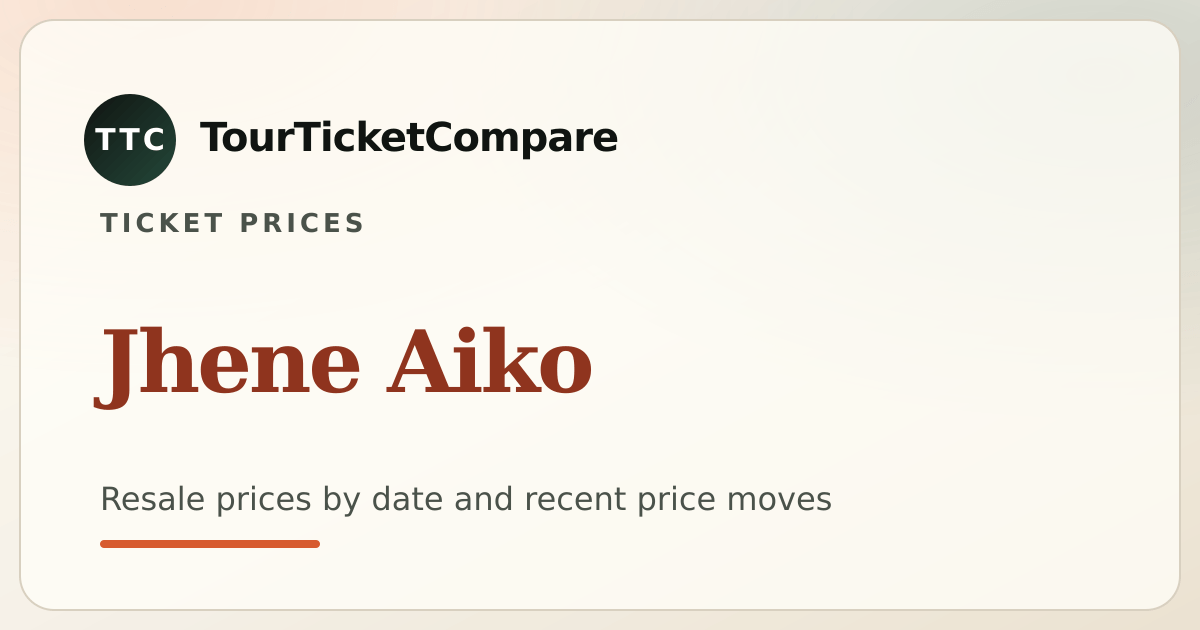 TTC TourTicketCompare
TICKET PRICES
Jhene Aiko
Resale prices by date and recent price moves